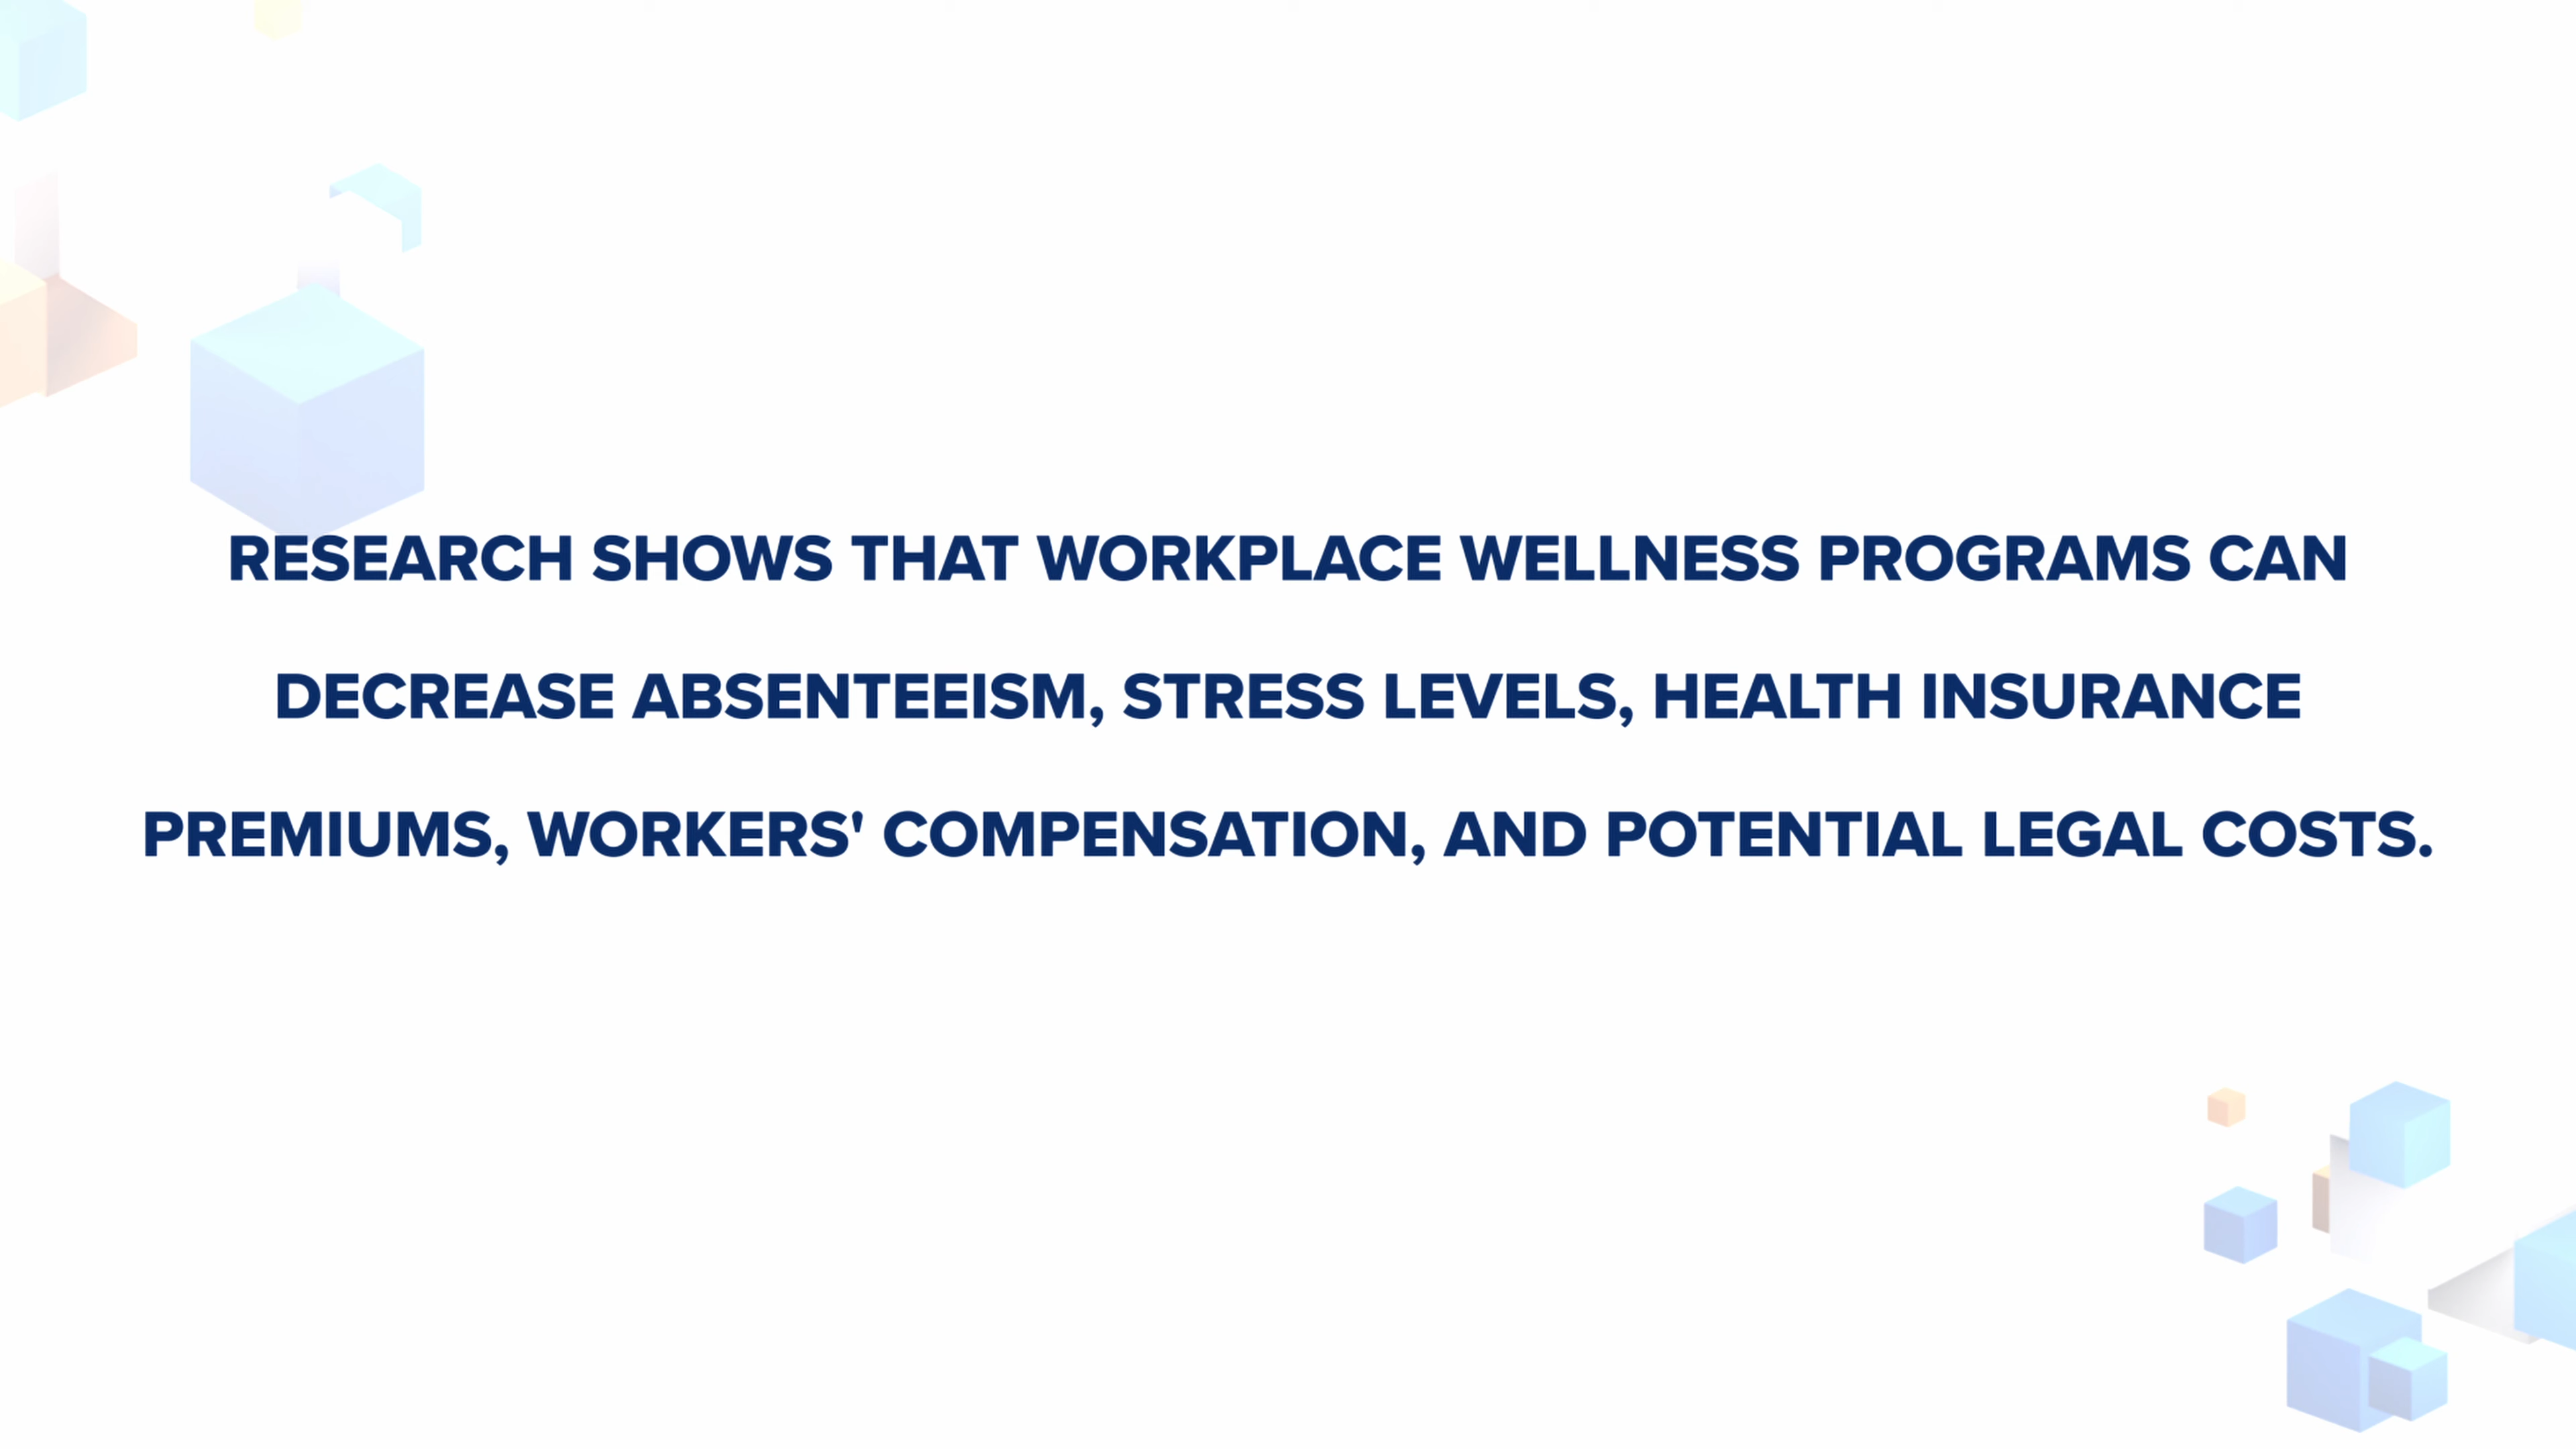 RESEARCH SHOWS THAT WORKPLACE WELLNESS PROGRAMS CAN
DECREASE ABSENTEEISM, STRESS LEVELS, HEALTH INSURANCE
PREMIUMS, WORKERS' COMPENSATION, AND POTENTIAL LEGAL COSTS.